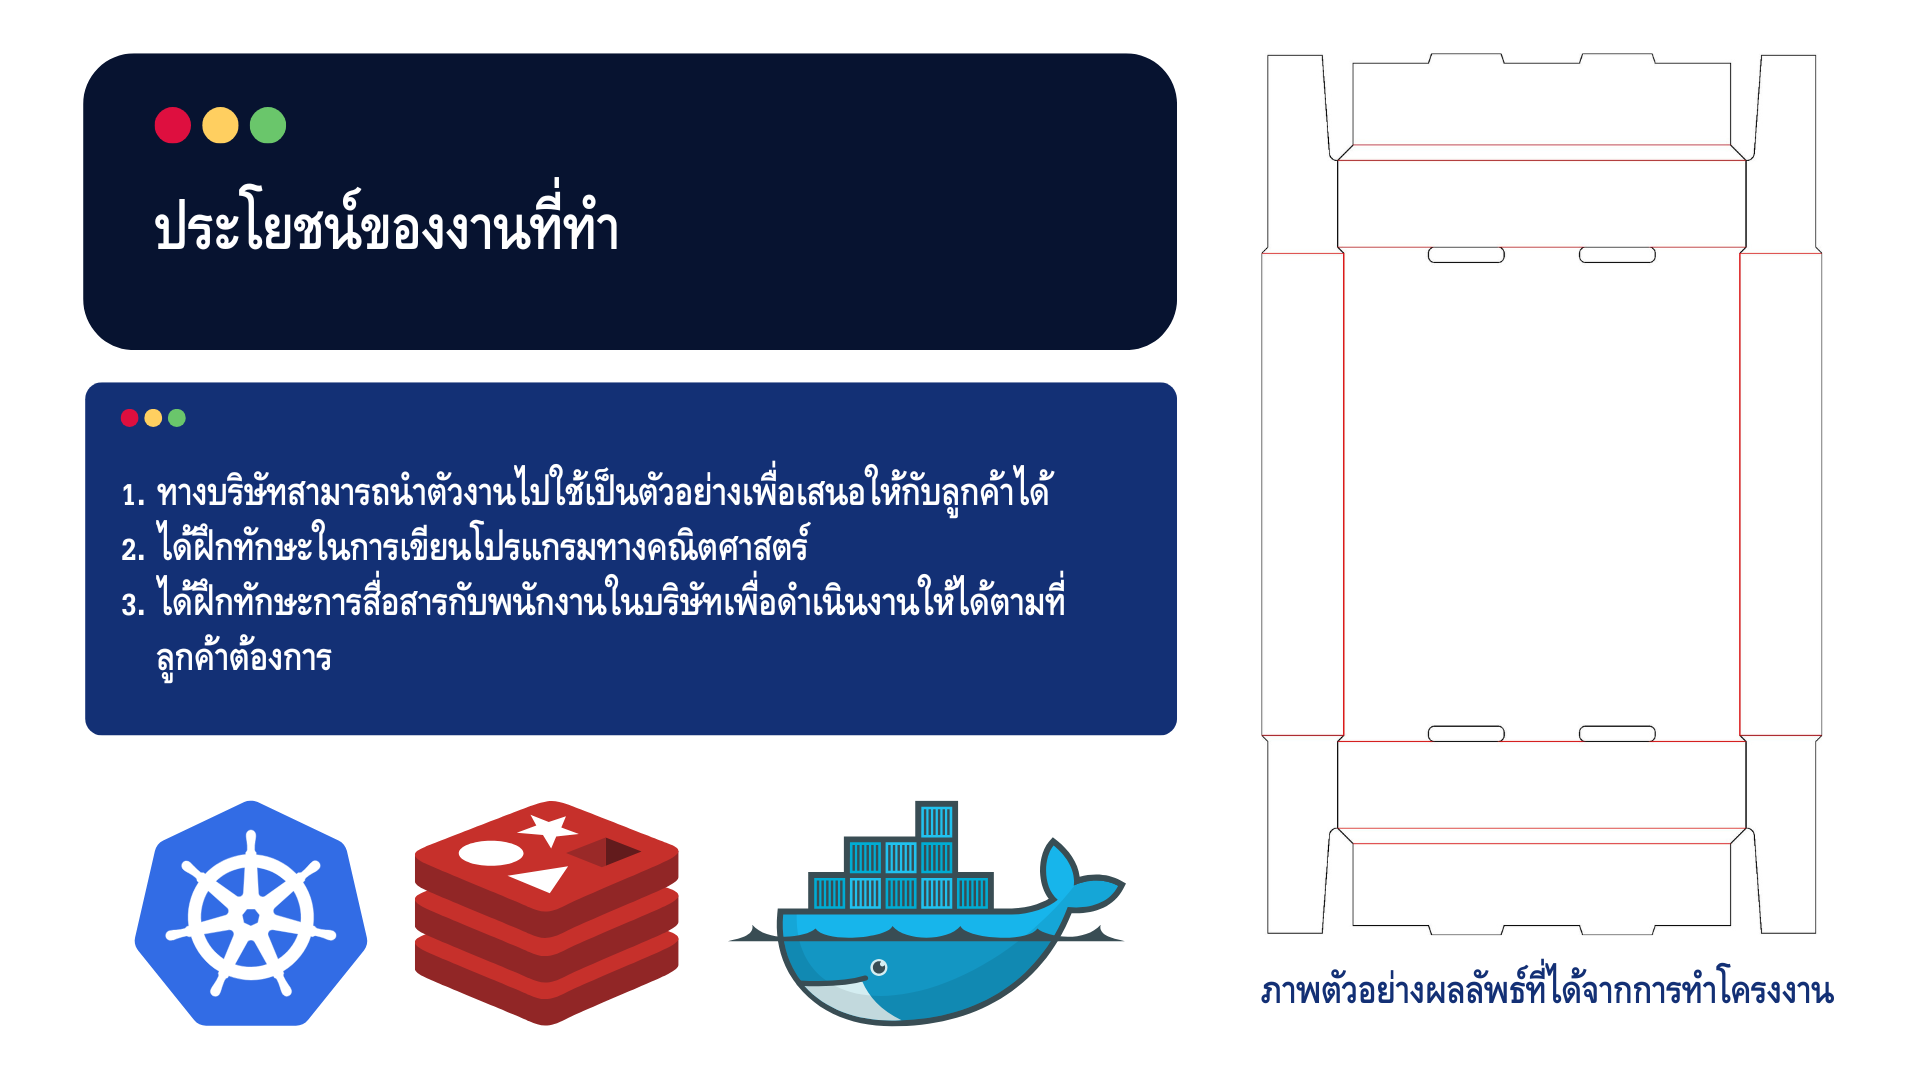 ประโยชน์ของงานที่ทำ
1. ทางบริษัทสามารถนำตัวงานไปใช้เป็นตัวอย่างเพื่อเสนอให้กับลูกค้าได้
2. ได้ฝึกทักษะในการเขียนโปรแกรมทางคณิตศาสตร์
3. ได้ฝึกทักษะการสื่อสารกับพนักงานในบริษัทเพื่อดำเนินงานให้ได้ตามที่
ลูกค้าต้องการ
ภาพตัวอย่างผลลัพธ์ที่ได้จากการทำโครงงาน